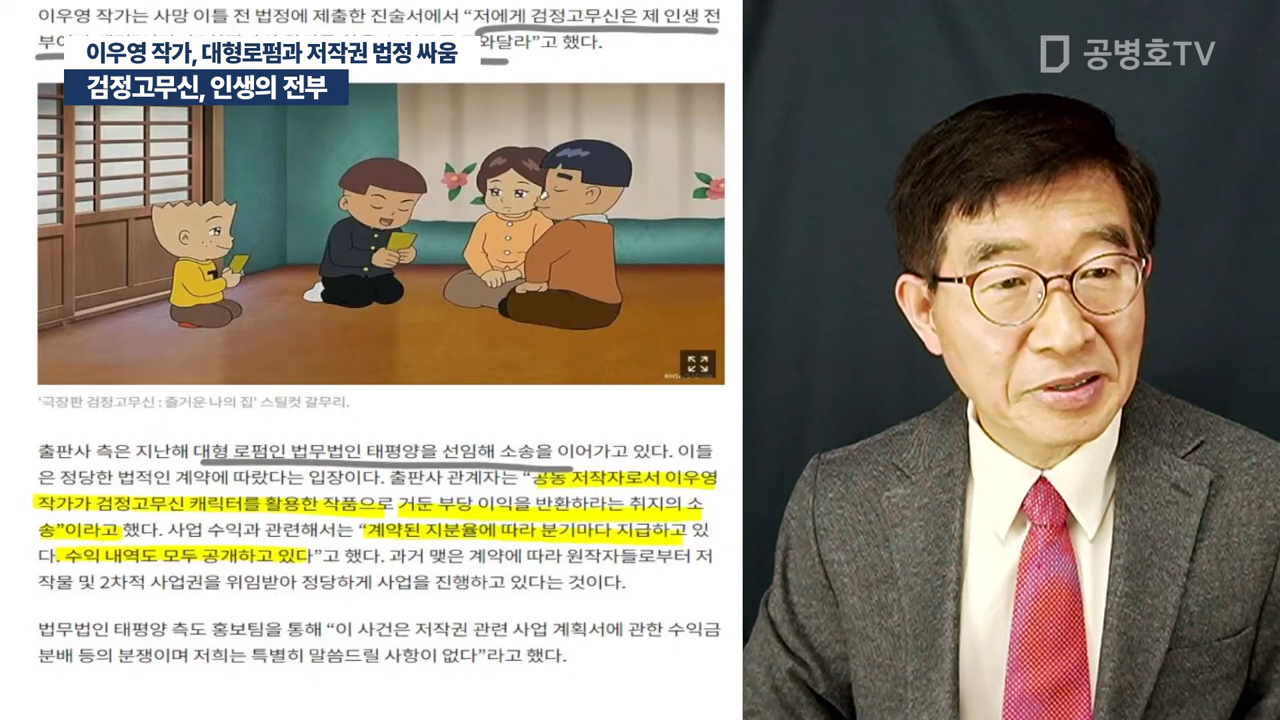 이우영 작가는 사망 이틀 전 법정에 제출한 진술서에서 “저에게 검정고무신은 제 인생 전
와달라”고 했다.
이우영 작가, 대형로펌과 저작권 법정 싸움
검정고무신, 인생의 전부
공병호TV
'극장판 검정고무신 : 즐거운 나의 집' 스틸컷 갈무리.
출판사 측은 지난해 대형 로펌인 법무법인 태평양을 선임해 소송을 이어가고 있다. 이들
은 정당한 법적인 계약에 따랐다는 입장이다. 출판사 관계자는 “공동 저작자로서 이우영
작가가 검정고무신 캐릭터를 활용한 작품으로 거둔 부당 이익을 반환하라는 취지의 소
송”이라고 했다. 사업 수익과 관련해서는 “계약된 지분율에 따라 분기마다 지급하고 있
다. 수익 내역도 모두 공개하고 있다”고 했다. 과거 맺은 계약에 따라 원작자들로부터 저
작물 및 2차적 사업권을 위임받아 정당하게 사업을 진행하고 있다는 것이다.
법무법인 태평양 측도 홍보팀을 통해 “이 사건은 저작권 관련 사업 계획서에 관한 수익금
분배 등의 분쟁이며 저희는 특별히 말씀드릴 사항이 없다”라고 했다.